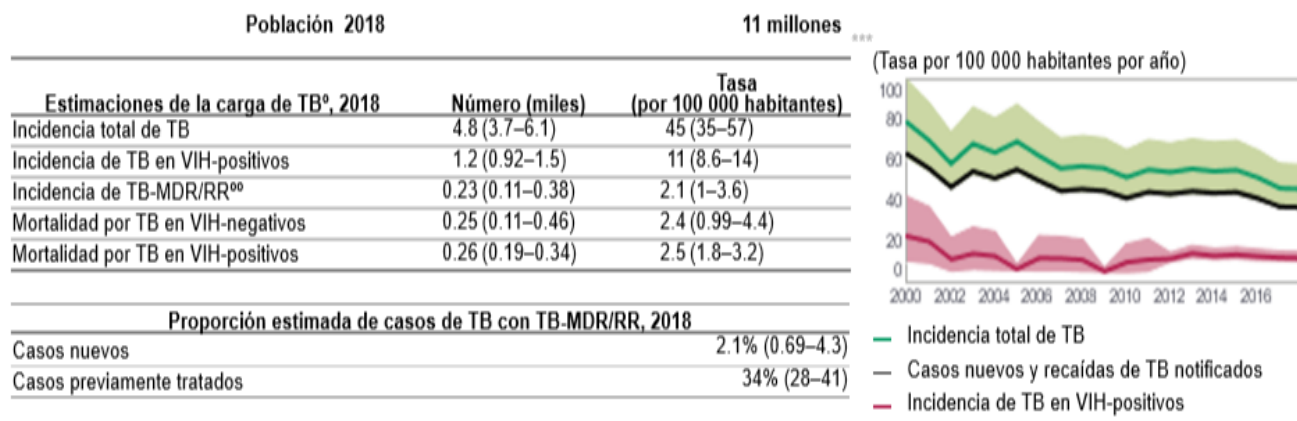 Población 2018 11 millones
Estimaciones de la carga de TBº, 2018 Número (miles) Tasa (por 100 000 habitantes)
Incidencia total de TB 4.8 (3.7–6.1) 45 (35–57)
Incidencia de TB en VIH-positivos 1.2 (0.92–1.5) 11 (8.6–14)
Incidencia de TB-MDR/RRºº 0.23 (0.11–0.38) 2.1 (1–3.6)
Mortalidad por TB en VIH-negativos 0.25 (0.11–0.46) 2.4 (0.99–4.4)
Mortalidad por TB en VIH-positivos 0.26 (0.19–0.34) 2.5 (1.8–3.2)
Proporción estimada de casos de TB con TB-MDR/RR, 2018
Casos nuevos 2.1% (0.69–4.3)
Casos previamente tratados 34% (28–41)
***
(Tasa por 100 000 habitantes por año)
100
80
60
40
20
0
2000 2002 2004 2006 2008 2010 2012 2014 2016
Incidencia total de TB
Casos nuevos y recaídas de TB notificados
Incidencia de TB en VIH-positivos